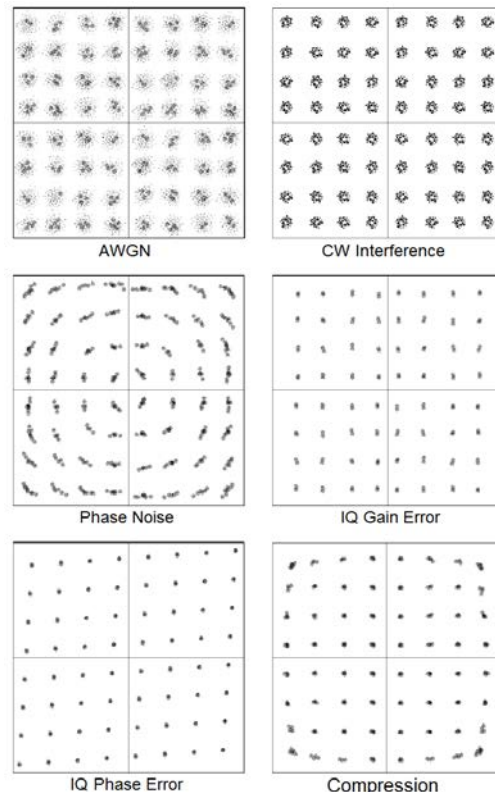 AWGN
CW Interference
Phase Noise
IQ Gain Error
IQ Phase Error
Compression